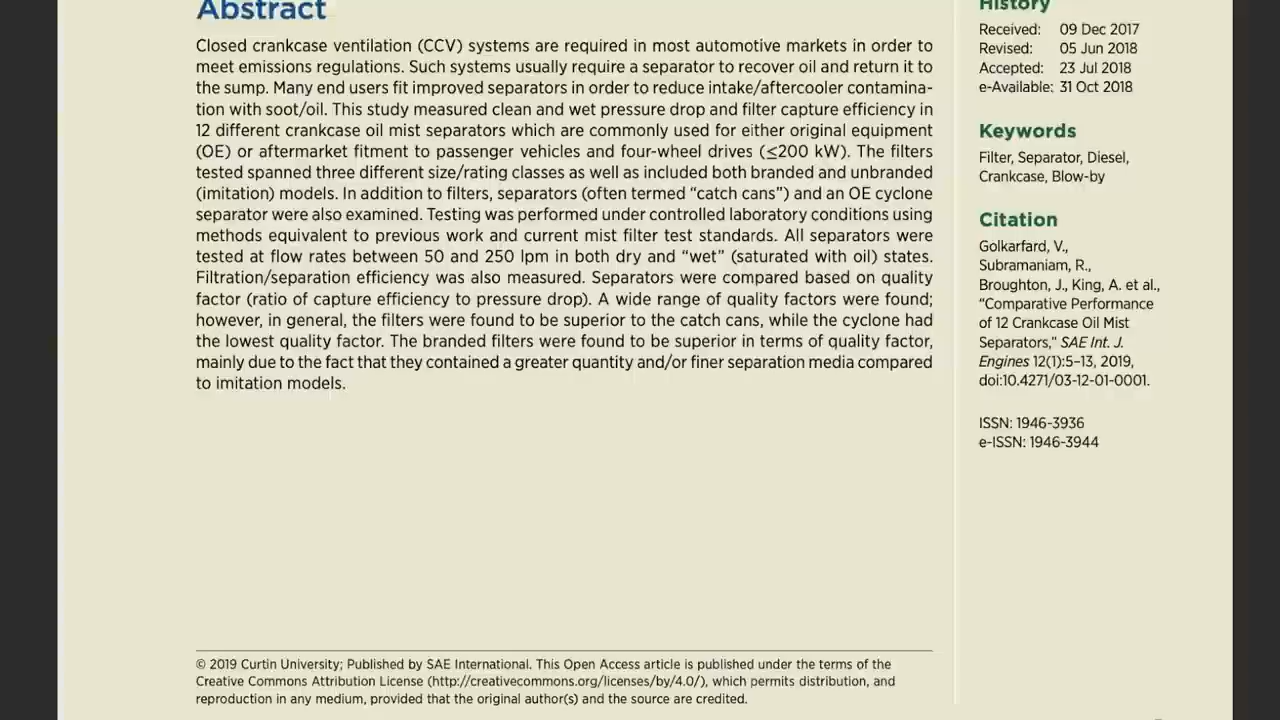 Abstract
Closed crankcase ventilation (CCV) systems are required in most automotive markets in order to
meet emissions regulations. Such systems usually require a separator to recover oil and return it to
the sump. Many end users fit improved separators in order to reduce intake/aftercooler contamina-
tion with soot/oil. This study measured clean and wet pressure drop and filter capture efficiency in
12 different crankcase oil mist separators which are commonly used for either original equipment
(OE) or aftermarket fitment to passenger vehicles and four-wheel drives (≤200 kW). The filters
tested spanned three different size/rating classes as well as included both branded and unbranded
(imitation) models. In addition to filters, separators (often termed “catch cans”) and an OE cyclone
separator were also examined. Testing was performed under controlled laboratory conditions using
methods equivalent to previous work and current mist filter test standards. All separators were
tested at flow rates between 50 and 250 lpm in both dry and “wet” (saturated with oil) states.
Filtration/separation efficiency was also measured. Separators were compared based on quality
factor (ratio of capture efficiency to pressure drop). A wide range of quality factors were found;
however, in general, the filters were found to be superior to the catch cans, while the cyclone had
the lowest quality factor. The branded filters were found to be superior in terms of quality factor,
mainly due to the fact that they contained a greater quantity and/or finer separation media compared
to imitation models.
History
Received: 09 Dec 2017
Revised: 05 Jun 2018
Accepted: 23 Jul 2018
e-Available: 31 Oct 2018
Keywords
Filter, Separator, Diesel,
Crankcase, Blow-by
Citation
Golkarfard, V.,
Subramaniam, R.,
Broughton, J., King, A. et al.,
“Comparative Performance
of 12 Crankcase Oil Mist
Separators,” SAE Int. J.
Engines 12(1):5–13, 2019,
doi:10.4271/03-12-01-0001.
ISSN: 1946-3936
e-ISSN: 1946-3944
© 2019 Curtin University; Published by SAE International. This Open Access article is published under the terms of the
Creative Commons Attribution License (http://creativecommons.org/licenses/by/4.0/), which permits distribution, and
reproduction in any medium, provided that the original author(s) and the source are credited.